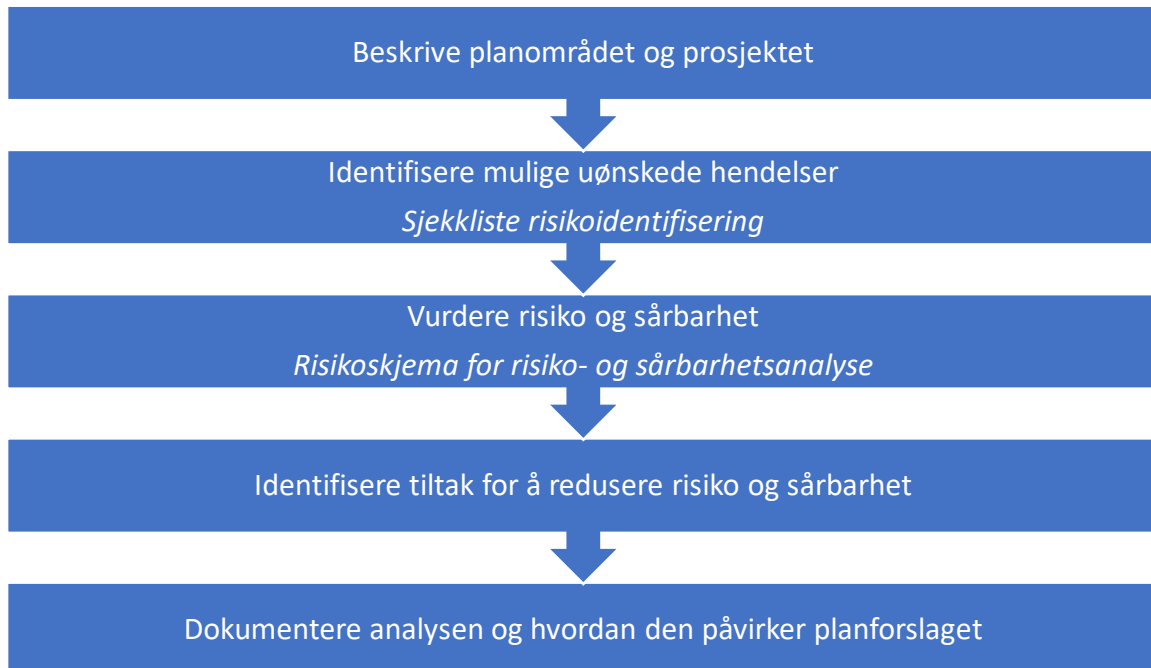 Beskrive planområdet og prosjektet
Identifisere mulige uønskede hendelser
Sjekkliste risikoidentifisering
Vurdere risiko og sårbarhet
Risikoskjema for risiko- og sårbarhetsanalyse
Identifisere tiltak for å redusere risiko og sårbarhet
Dokumentere analysen og hvordan den påvirker planforslaget